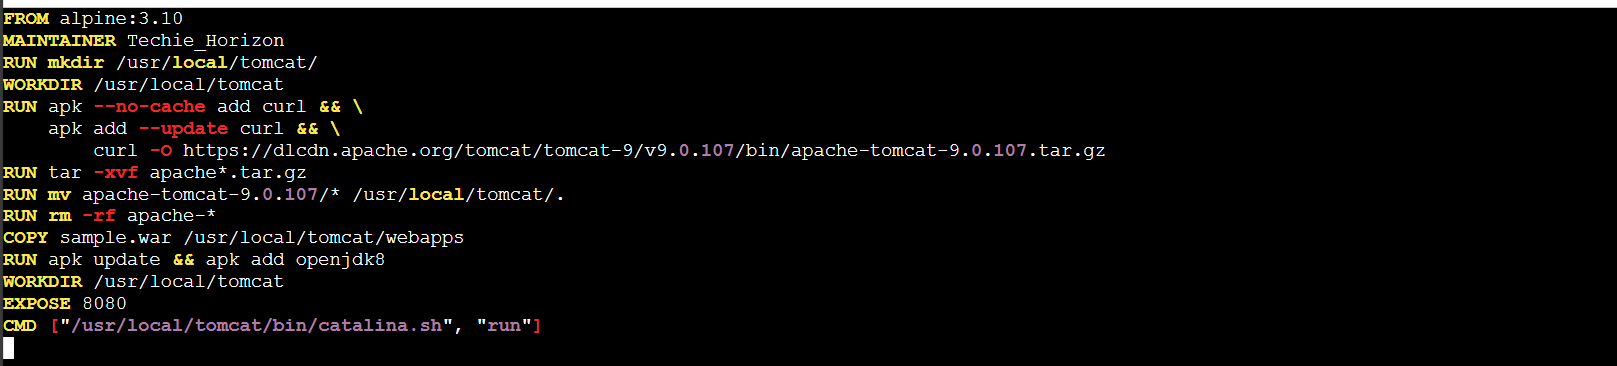 FROM alpine:3.10
MAINTAINER Techie_Horizon
RUN mkdir /usr/local/tomcat/
WORKDIR /usr/local/tomcat
RUN apk --no-cache add curl && \
    apk add --update curl && \
        curl -O https://dlcdn.apache.org/tomcat/tomcat-9/v9.0.107/bin/apache-tomcat-9.0.107.tar.gz
RUN tar -xvf apache*.tar.gz
RUN mv apache-tomcat-9.0.107/* /usr/local/tomcat/.
RUN rm -rf apache-*
COPY sample.war /usr/local/tomcat/webapps
RUN apk update && apk add openjdk8
WORKDIR /usr/local/tomcat
EXPOSE 8080
CMD ["/usr/local/tomcat/bin/catalina.sh", "run"]